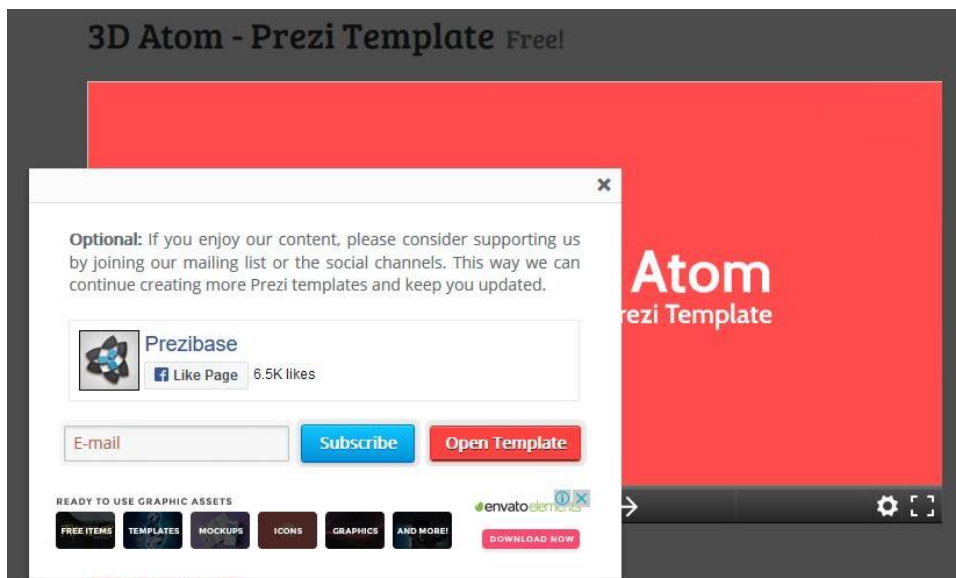 3D Atom - Prezi Template Free!
×
Optional: If you enjoy our content, please consider supporting us
by joining our mailing list or the social channels. This way we can
continue creating more Prezi templates and keep you updated.
Atom
rezi Template
Prezibase
f Like Page 6.5K likes
E-mail Subscribe Open Template
READY TO USE GRAPHIC ASSETS
envatoelements
FREE ITEMS TEMPLATES MOCKUPS ICONS GRAPHICS AND MORE!
DOWNLOAD NOW